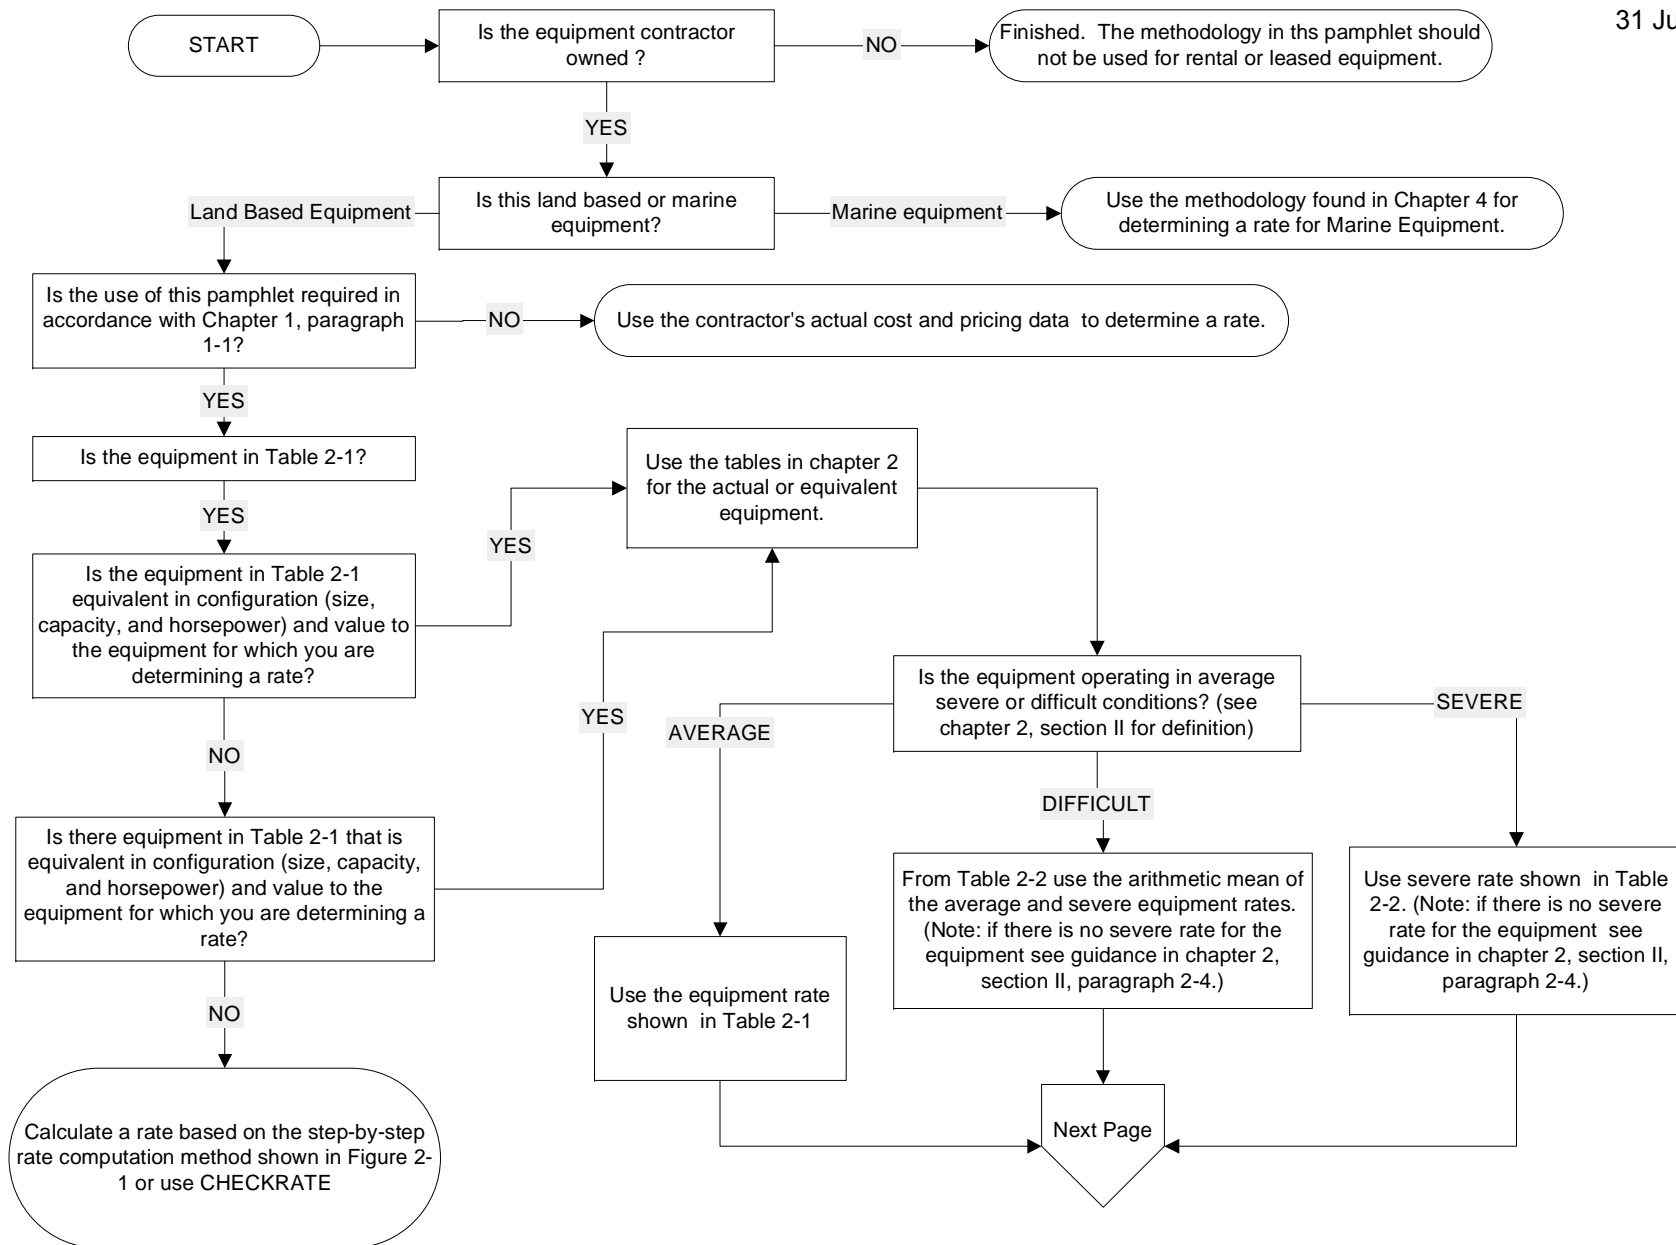 31 Ju
START
Is the equipment contractor
owned ?
NO
Finished. The methodology in ths pamphlet should
not be used for rental or leased equipment.
YES
Land Based Equipment
Is this land based or marine
equipment?
Marine equipment
Use the methodology found in Chapter 4 for
determining a rate for Marine Equipment.
Is the use of this pamphlet required in
accordance with Chapter 1, paragraph
1-1?
NO
Use the contractor's actual cost and pricing data to determine a rate.
YES
Is the equipment in Table 2-1?
YES
Is the equipment in Table 2-1
equivalent in configuration (size,
capacity, and horsepower) and value to
the equipment for which you are
determining a rate?
YES
Use the tables in chapter 2
for the actual or equivalent
equipment.
NO
Is there equipment in Table 2-1 that is
equivalent in configuration (size, capacity,
and horsepower) and value to the
equipment for which you are determining a
rate?
YES
NO
Calculate a rate based on the step-by-step
rate computation method shown in Figure 2-
1 or use CHECKRATE
Is the equipment operating in average
severe or difficult conditions? (see
chapter 2, section II for definition)
AVERAGE
DIFFICULT
SEVERE
Use the equipment rate
shown in Table 2-1
From Table 2-2 use the arithmetic mean of
the average and severe equipment rates.
(Note: if there is no severe rate for the
equipment see guidance in chapter 2,
section II, paragraph 2-4.)
Use severe rate shown in Table
2-2. (Note: if there is no severe
rate for the equipment see
guidance in chapter 2, section II,
paragraph 2-4.)
Next Page